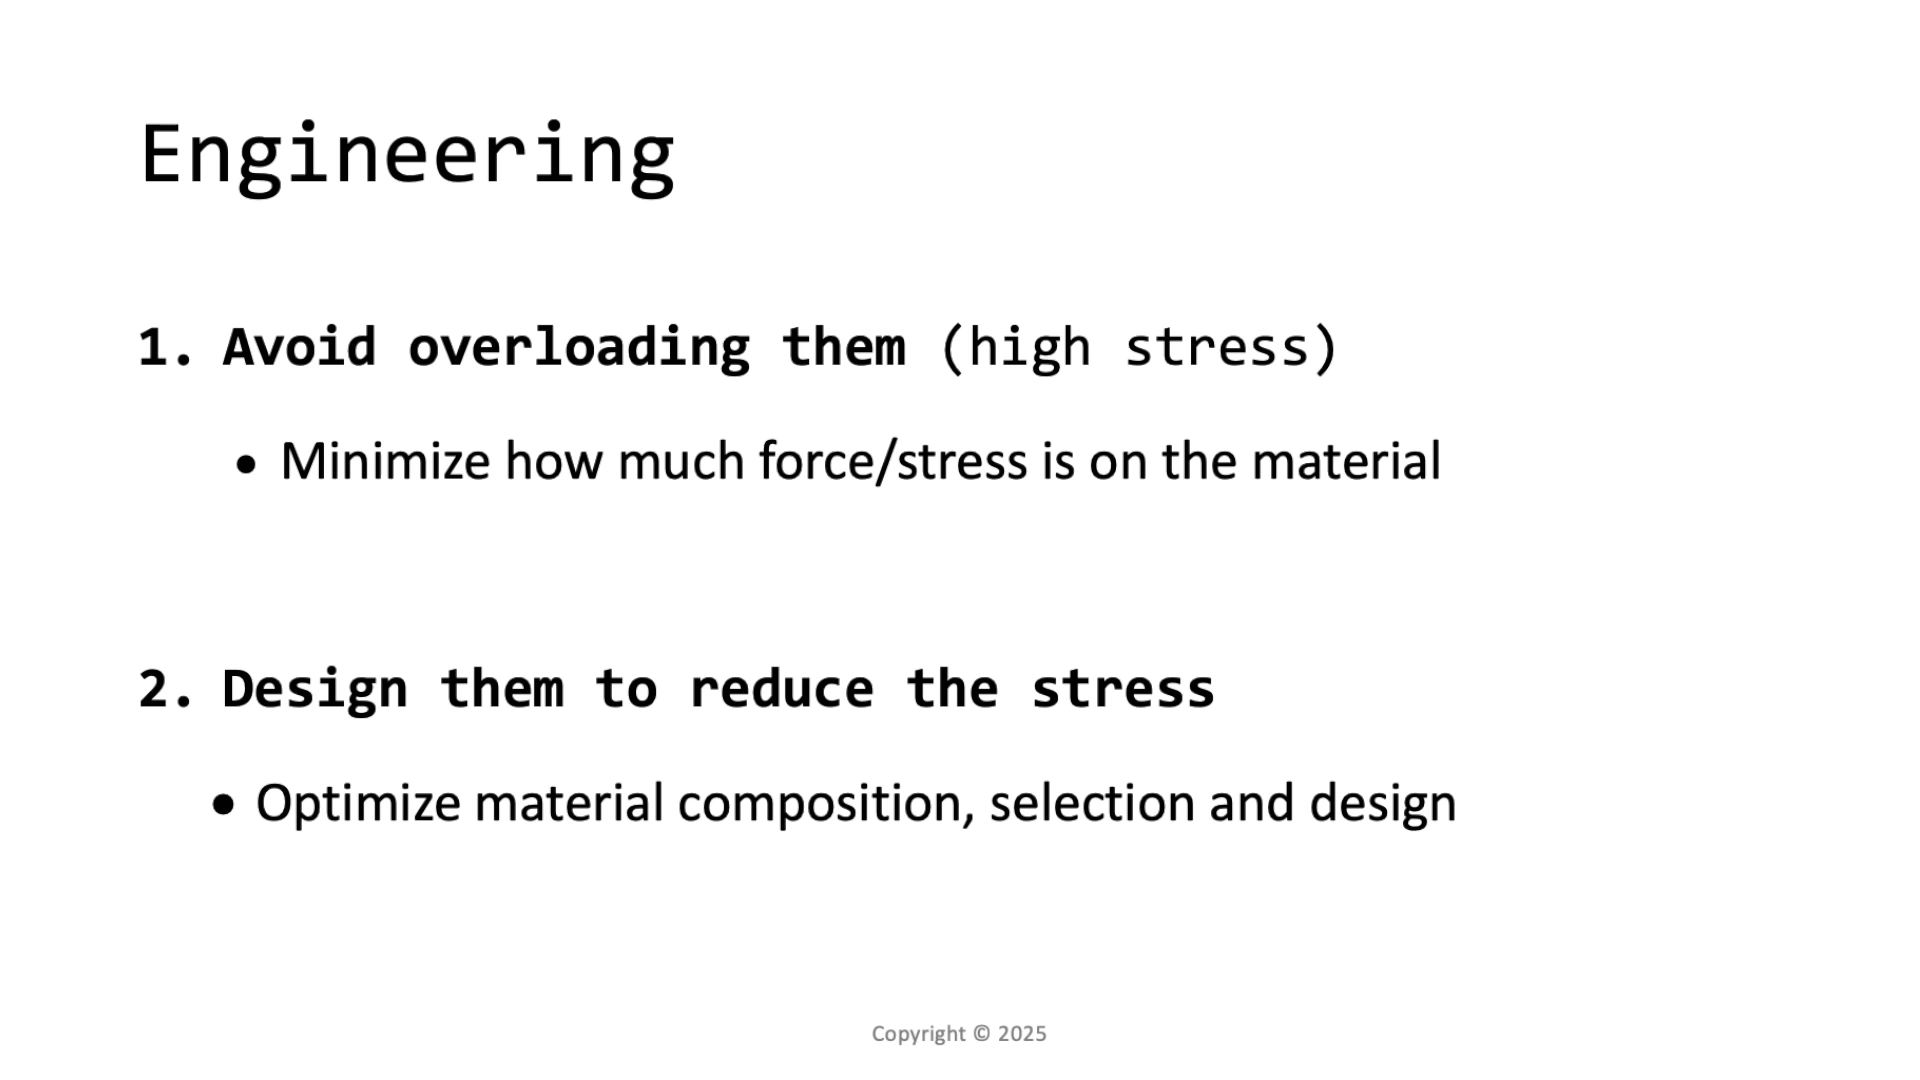 Engineering
1. Avoid overloading them (high stress)
• Minimize how much force/stress is on the material
2. Design them to reduce the stress
• Optimize material composition, selection and design
Copyright © 2025